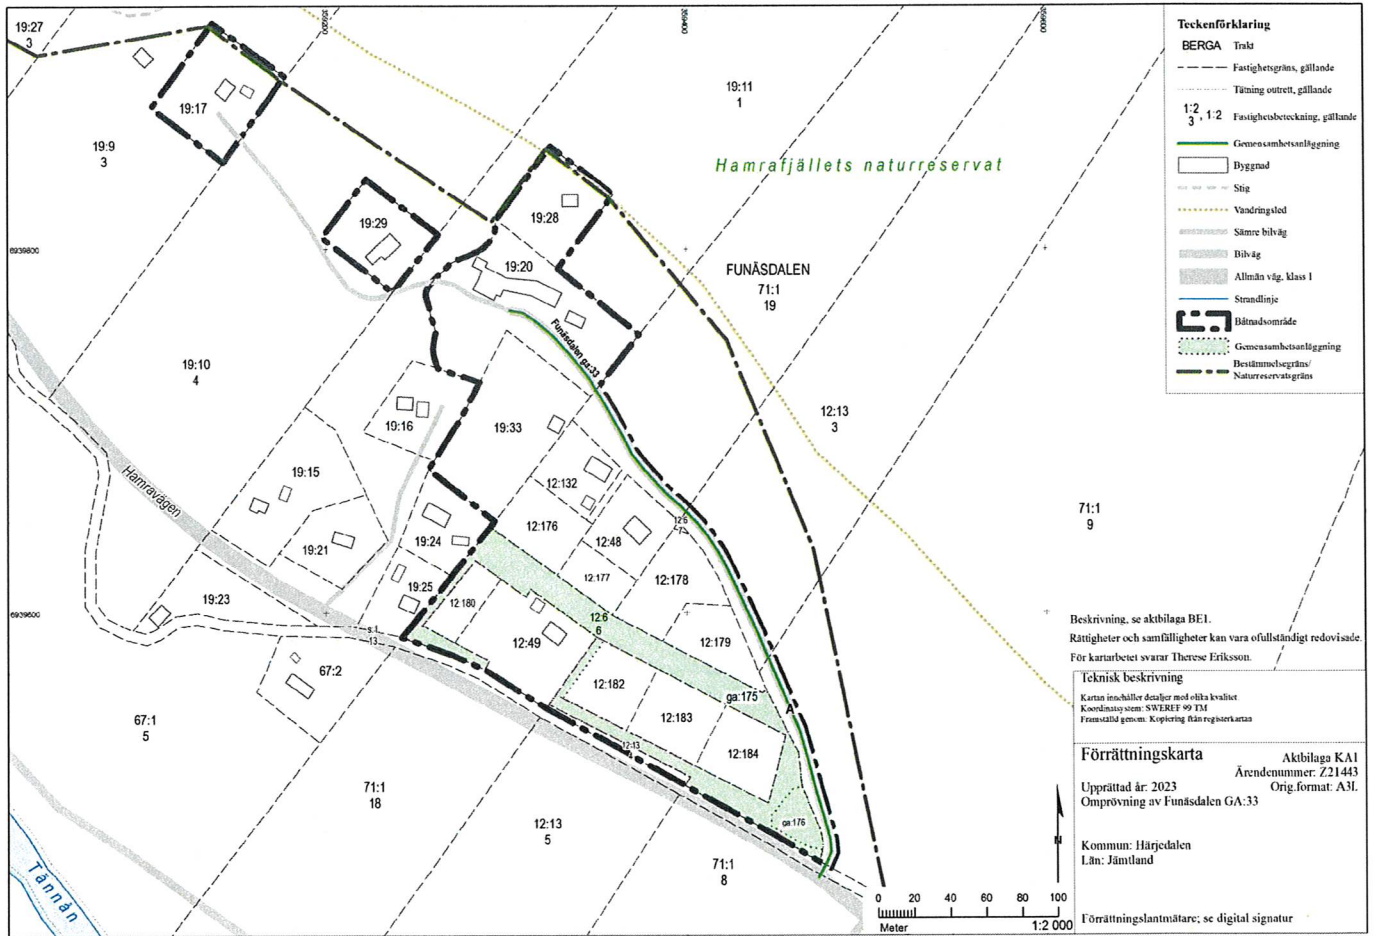 19:27
3
359200
359400
359600
19:17
19:9
3
19:11
1
Hamrafjällets naturreservat
19:29
19:28
19:20
FUNÄSDALEN
71:1
19
6939800
Funäsdalen ga:33
19:10
4
12:13
3
19:16
19:33
19:15
Hamravägen
12:132
12:6
7
71:1
9
19:21
19:24
12:176
12:48
12:177
12:178
19:25
12:180
19:23
6939600
s:1
13
12:6
6
12:49
12:179
67:2
12:182
ga:175
67:1
5
12:183
A
12:13
12:184
71:1
18
12:13
5
ga:176
71:1
8
Tännån
Teckenförklaring
BERGA Trakt
Fastighetsgräns, gällande
Tätning outrett, gällande
1:2
3 , 1:2 Fastighetsbeteckning, gällande
Gemensamhetsanläggning
Byggnad
Stig
Vandringsled
Sämre bilväg
Bilväg
Allmän väg, klass 1
Strandlinje
Båtnadsområde
Gemensamhetsanläggning
Bestämmelsegräns/
Naturreservatsgräns
Beskrivning, se aktbilaga BE1.
Rättigheter och samfälligheter kan vara ofullständigt redovisade.
För kartarbetet svarar Therese Eriksson.
Teknisk beskrivning
Kartan innehåller detaljer med olika kvalitet
Koordinatsystem: SWEREF 99 TM
Framställd genom: Kopiering från registerkartan
Förrättningskarta
Aktbilaga KA1
Ärendenummer: Z21443
Upprättad år: 2023 Orig.format: A3L
Omprövning av Funäsdalen GA:33
N
Kommun: Härjedalen
Län: Jämtland
0 20 40 60 80 100
Meter 1:2 000
Förrättningslantmätare; se digital signatur